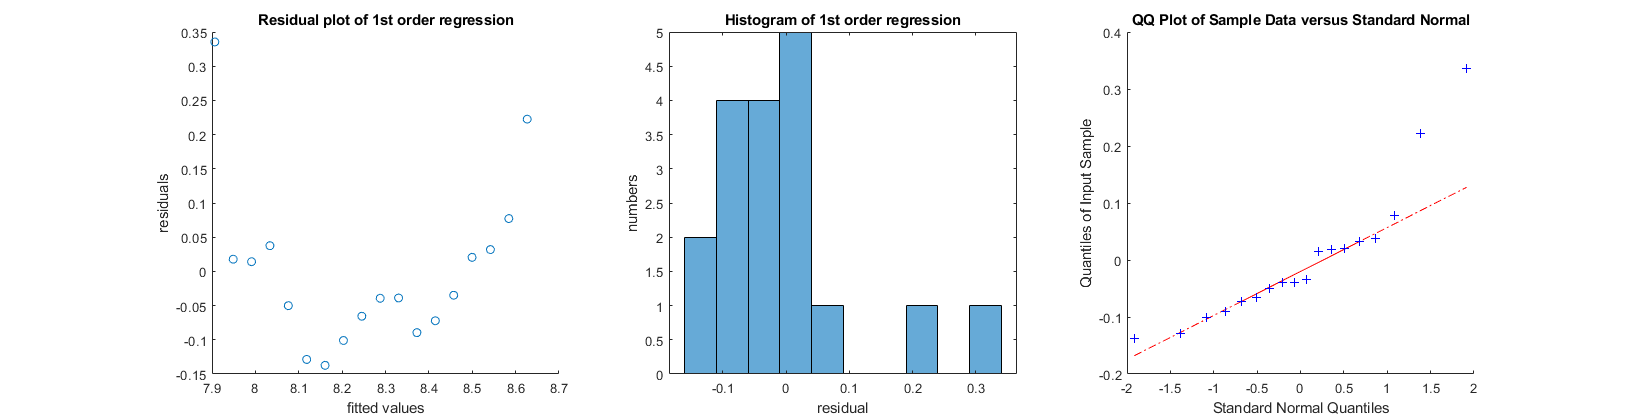 Residual plot of 1st order regression
0.35
0.3
0.25
0.2
0.15
0.1
0.05
0
-0.05
-0.1
-0.15
7.9 8 8.1 8.2 8.3 8.4 8.5 8.6 8.7
residuals
fitted values
Histogram of 1st order regression
5
4.5
4
3.5
3
2.5
2
1.5
1
0.5
0
-0.1 0 0.1 0.2 0.3
numbers
residual
QQ Plot of Sample Data versus Standard Normal
0.4
0.3
0.2
0.1
0
-0.1
-0.2
-2 -1.5 -1 -0.5 0 0.5 1 1.5 2
Quantiles of Input Sample
Standard Normal Quantiles